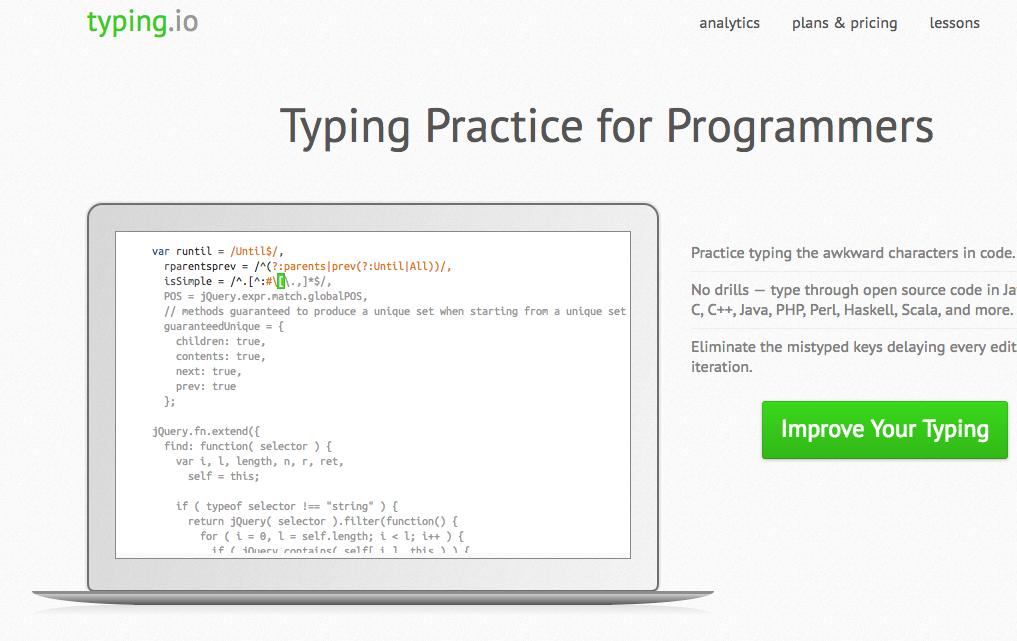 typing.io
analytics plans & pricing lessons
Typing Practice for Programmers
var runtil = /Until$/,
rparentsprev = /^(?:parents|prev(?:Until|All))/,
isSimple = /^.[^:#\[\.,]*$/,
POS = jQuery.expr.match.globalPOS,
// methods guaranteed to produce a unique set when starting from a unique set
guaranteedUnique = {
children: true,
contents: true,
next: true,
prev: true
};
jQuery.fn.extend({
find: function( selector ) {
var i, l, length, n, r, ret,
self = this;
if ( typeof selector !== "string" ) {
return jQuery( selector ).filter(function() {
for ( i = 0, l = self.length; i < l; i++ ) {
if ( jQuery.contains( self[ i ], this ) ) {
Practice typing the awkward characters in code.
No drills — type through open source code in Ja
C, C++, Java, PHP, Perl, Haskell, Scala, and more.
Eliminate the mistyped keys delaying every edit
iteration.
Improve Your Typing